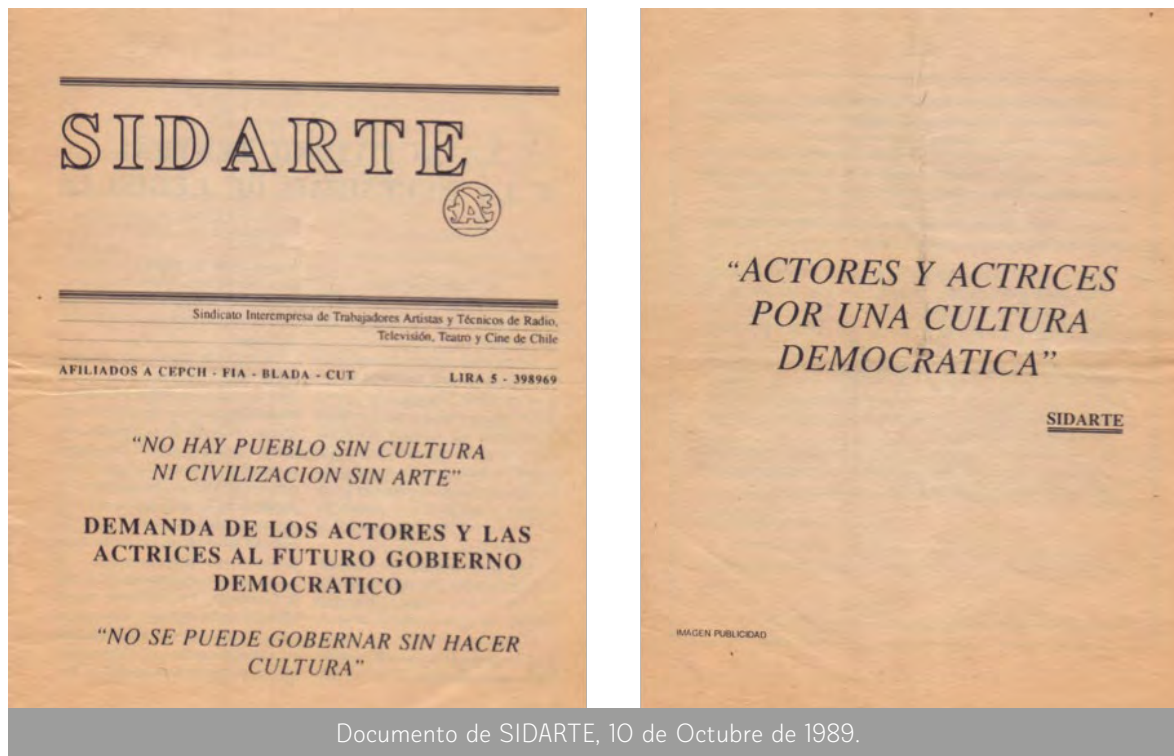 SIDARTE
A
Sindicato Interempresa de Trabajadores Artistas y Técnicos de Radio,
Televisión, Teatro y Cine de Chile
AFILIADOS A CEPCH - FIA - BLADA - CUT LIRA 5 - 398969
"NO HAY PUEBLO SIN CULTURA
NI CIVILIZACION SIN ARTE"
DEMANDA DE LOS ACTORES Y LAS
ACTRICES AL FUTURO GOBIERNO
DEMOCRATICO
"NO SE PUEDE GOBERNAR SIN HACER
CULTURA"
"ACTORES Y ACTRICES
POR UNA CULTURA
DEMOCRATICA"
SIDARTE
IMAGEN PUBLICIDAD
Documento de SIDARTE, 10 de Octubre de 1989.